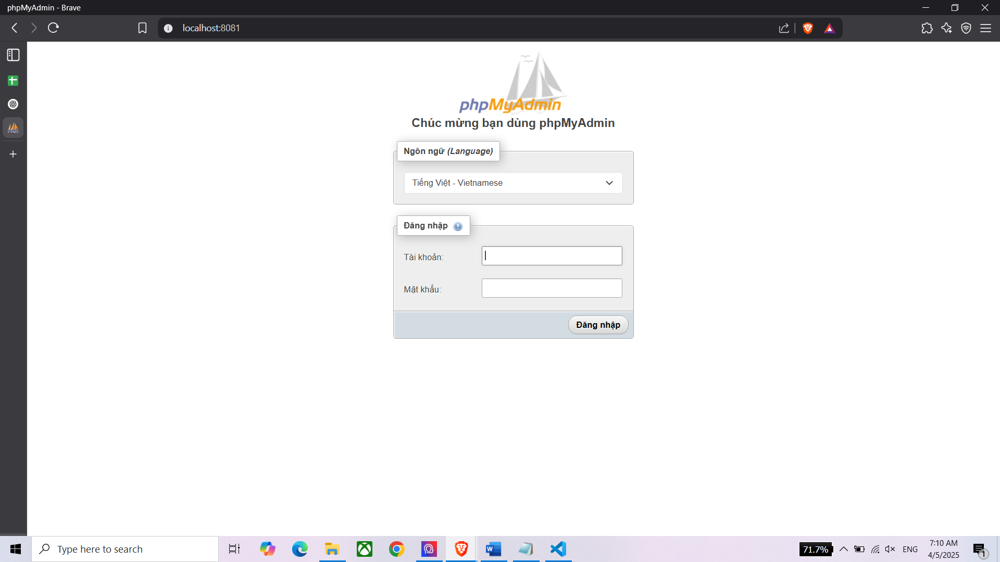 phpMyAdmin - Brave
localhost:8081
phpMyAdmin
Chúc mừng bạn dùng phpMyAdmin
Ngôn ngữ (Language)
Tiếng Việt - Vietnamese
Đăng nhập
Tài khoản:
Mật khẩu:
Đăng nhập
Type here to search
71.7%
ENG
7:10 AM
4/5/2025
1